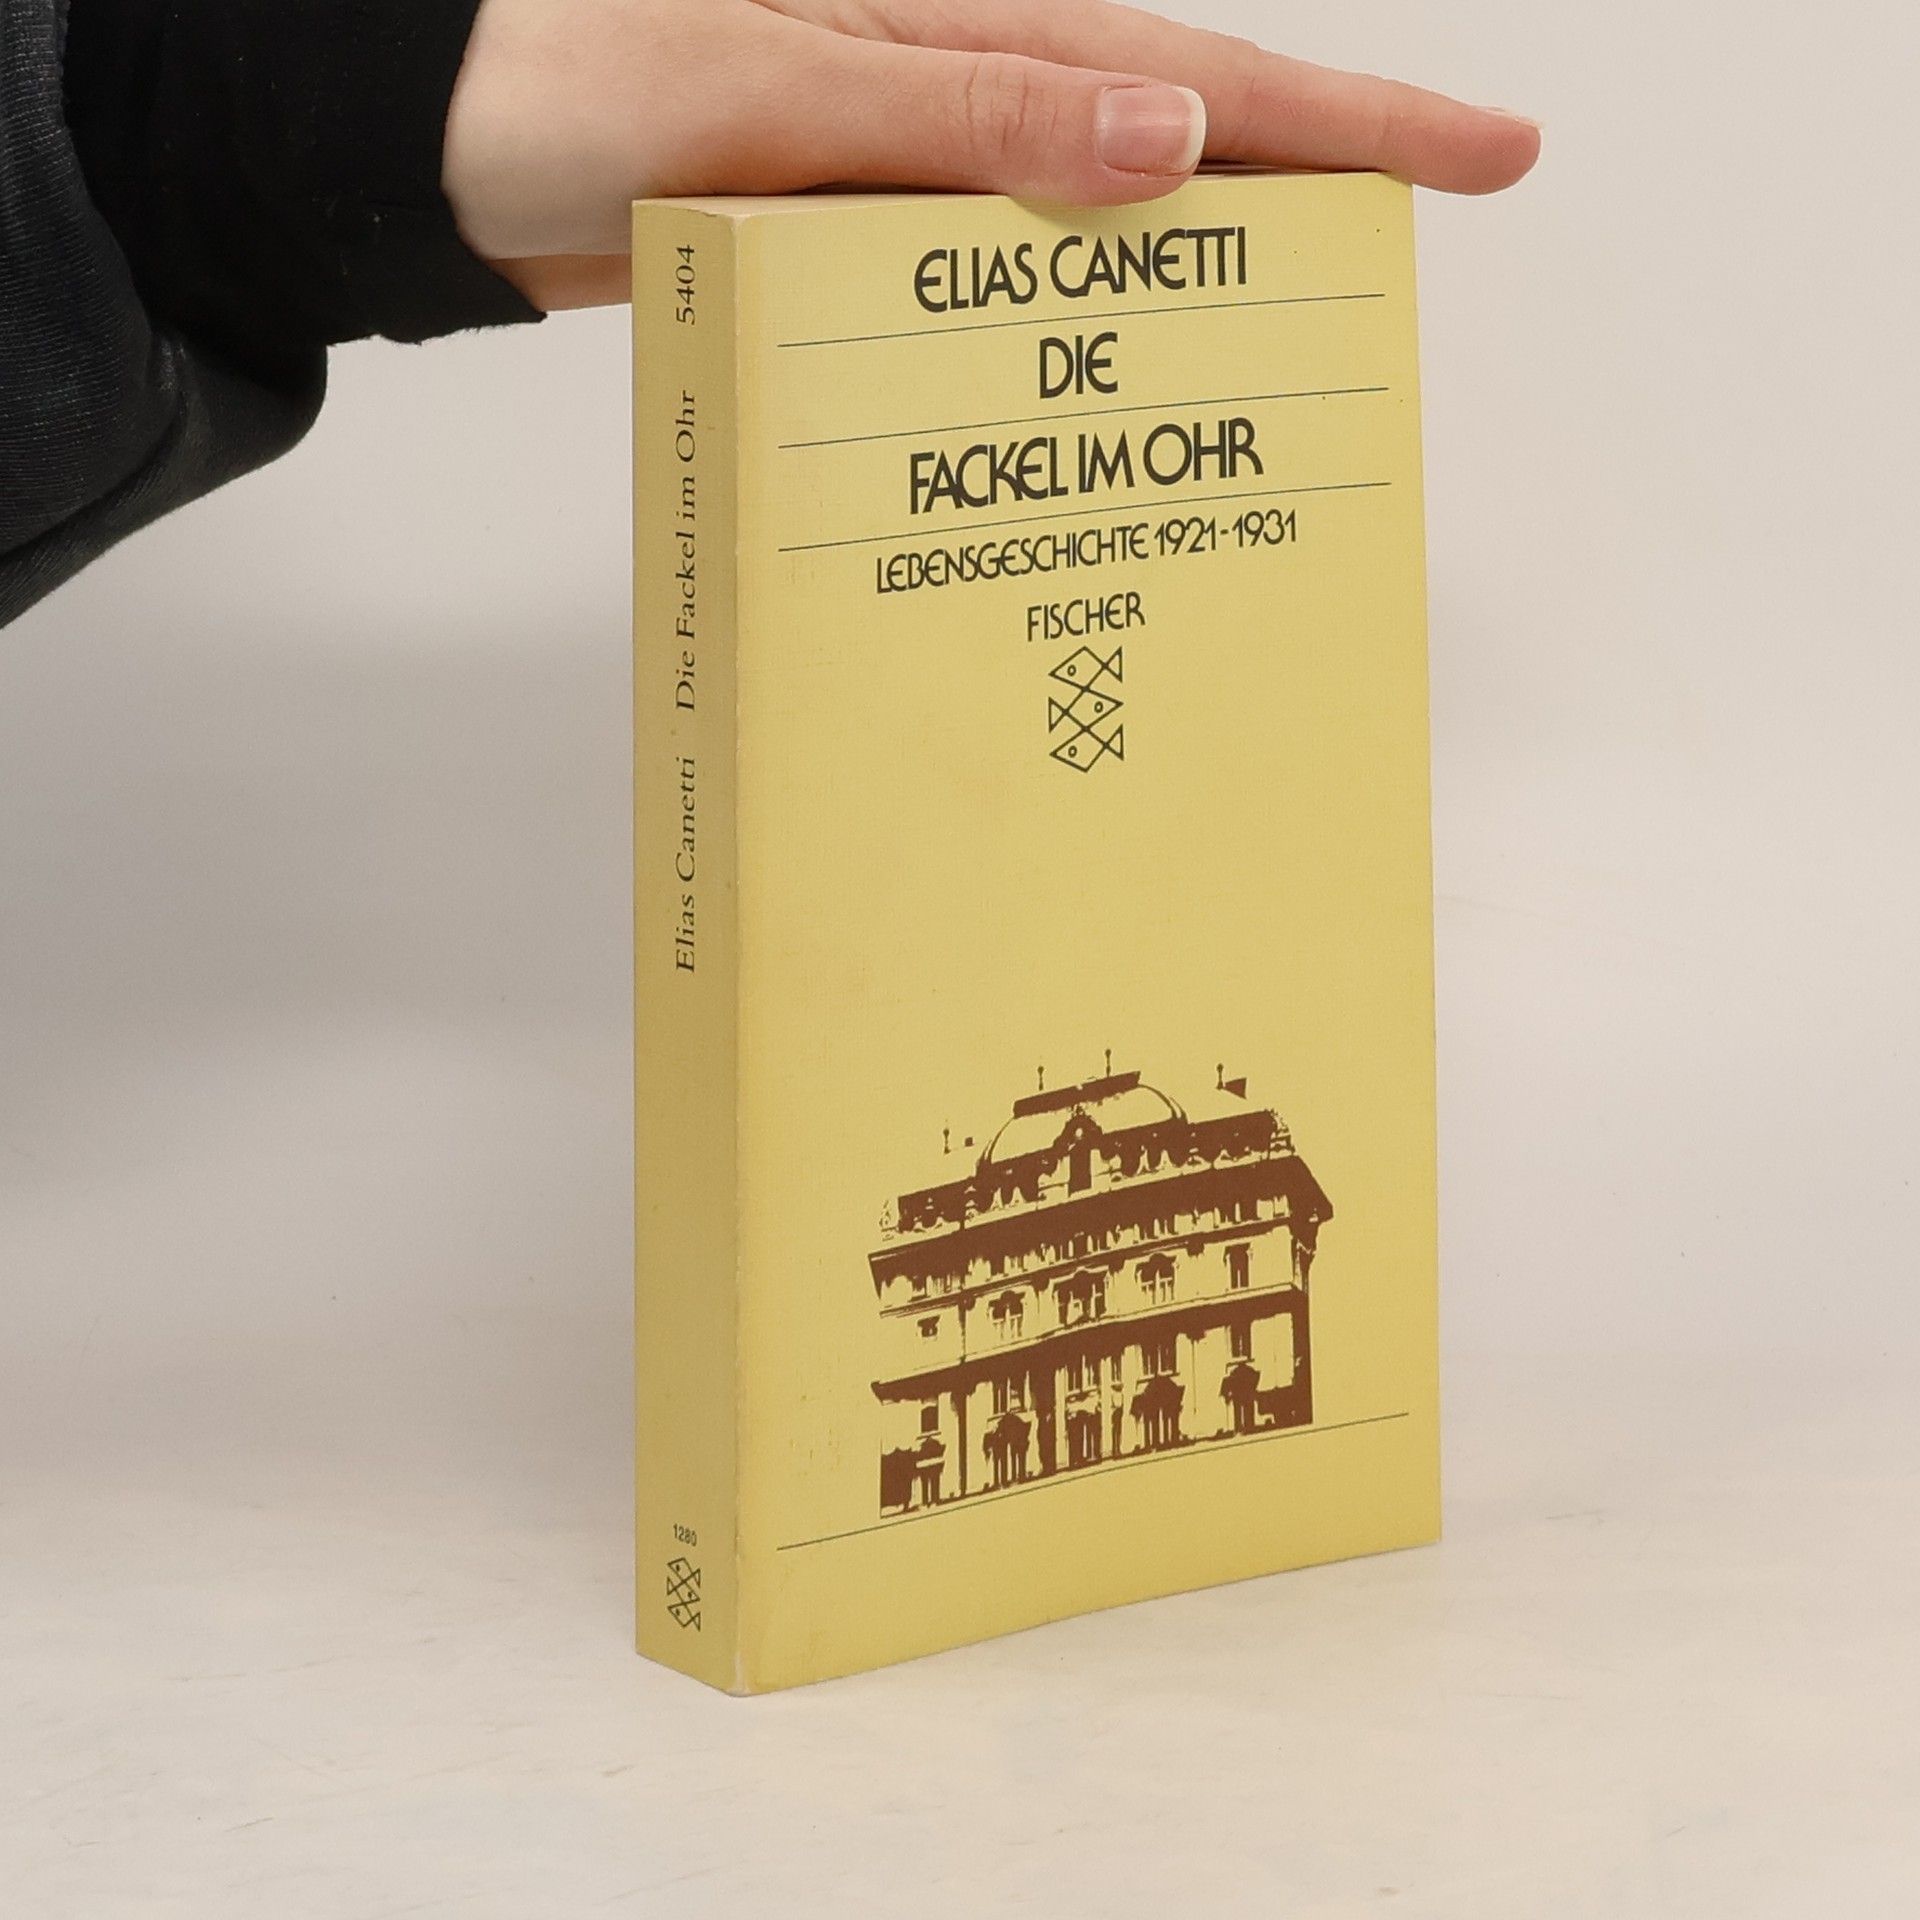 ELIAS CANETTI
DIE
FACKEL IM OHR
LEBENSGESCHICHTE 1921-1931
FISCHER
Elias Canetti Die Fackel im Ohr 5404
1280